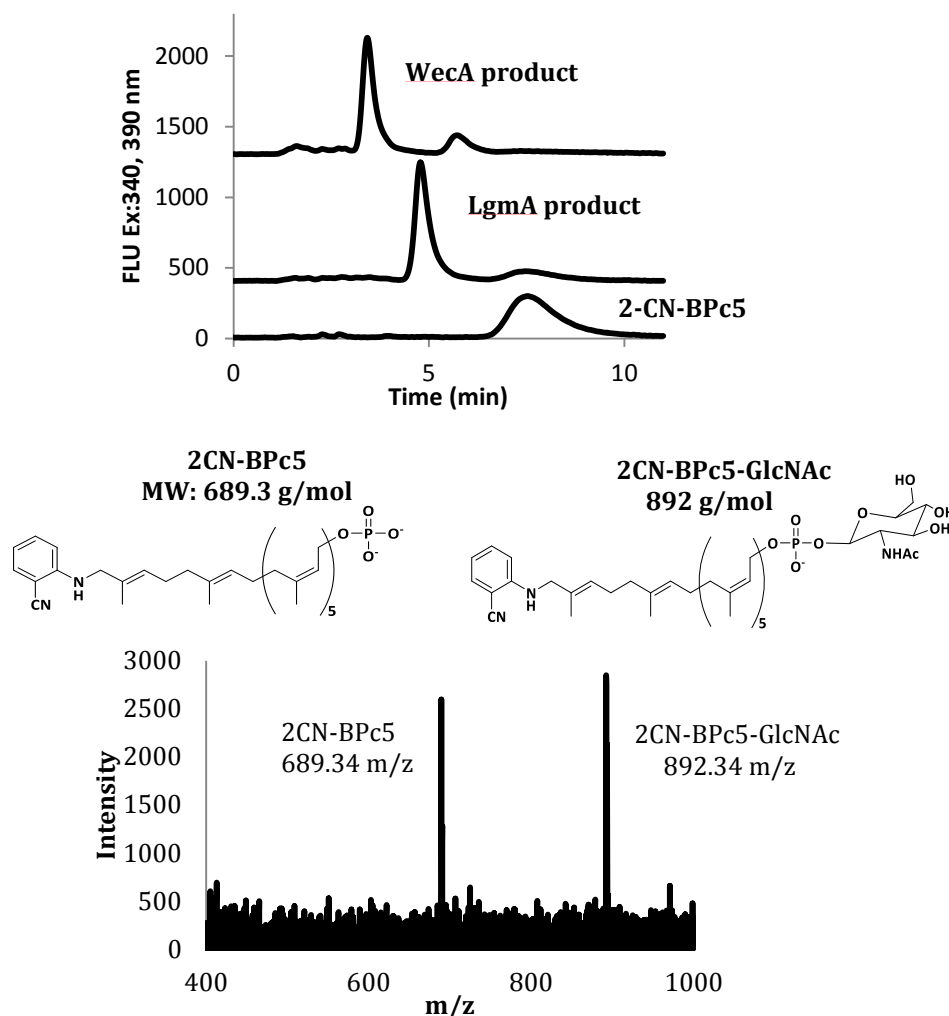 2000
1500
1000
500
0
FLU Ex:340, 390 nm
WecA product
LgmA product
2-CN-BPc5
0
5
10
Time (min)
2CN-BPc5
MW: 689.3 g/mol
2CN-BPc5-GlcNAc
892 g/mol
CN
N
H
5
O
P
O
O⁻
O⁻
CN
N
H
5
O
P
O
O⁻
O
HO
O
OH
OH
NHAc
3000
2500
2000
1500
1000
500
0
Intensity
2CN-BPc5
689.34 m/z
2CN-BPc5-GlcNAc
892.34 m/z
400
600
800
1000
m/z